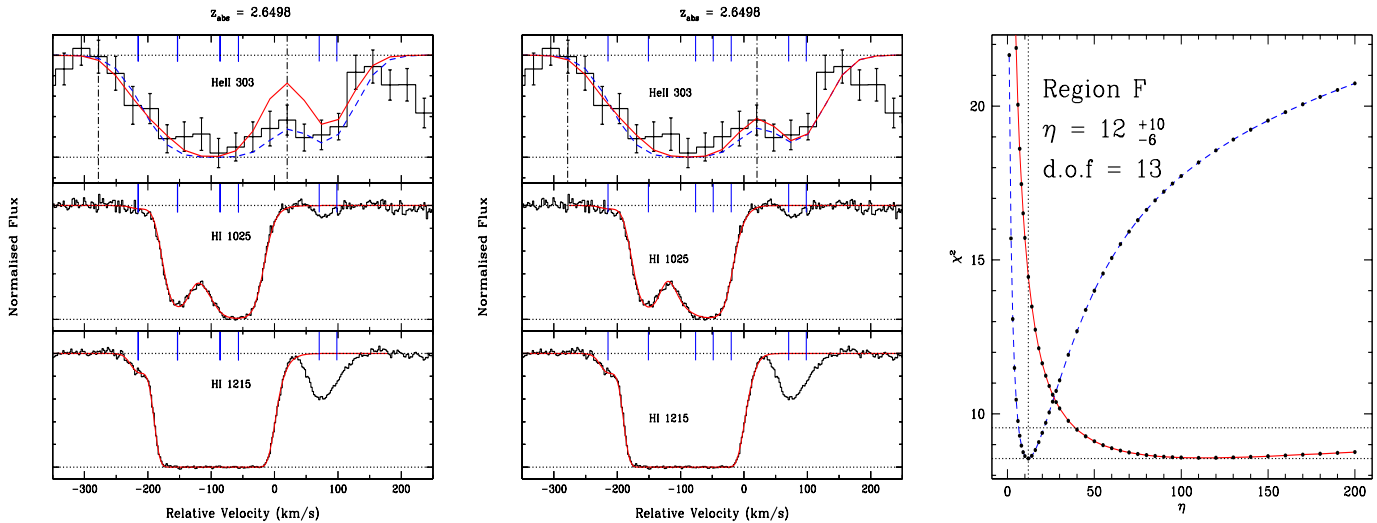 z_abs = 2.6498
HeII 303
HI 1025
HI 1215
Normalised Flux
−300 −200 −100 0 100 200
Relative Velocity (km/s)
z_abs = 2.6498
HeII 303
HI 1025
HI 1215
Normalised Flux
−300 −200 −100 0 100 200
Relative Velocity (km/s)
Region F
η = 12 +10 −6
d.o.f = 13
20
15
10
χ²
0 50 100 150 200
η